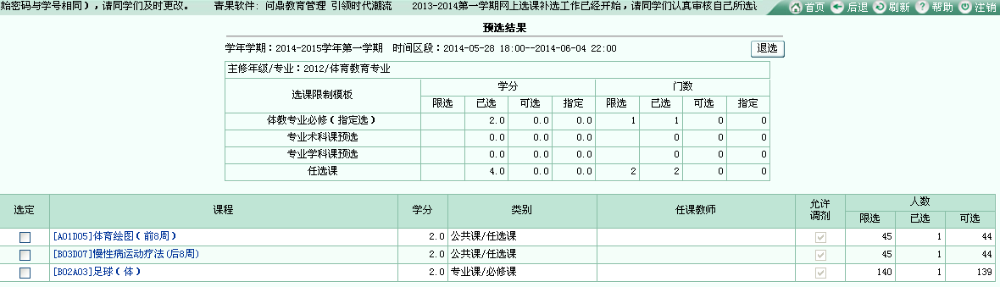 始密码与学号相同），请同学们及时更改。 青果软件: 问鼎教育管理 引领时代潮流 2013-2014第一学期网上选课补选工作已经开始，请同学们认真审核自己所选 首页 后退 刷新 帮助 注销
预选结果
学年学期：2014-2015学年第一学期 时间区段：2014-05-28 18:00--2014-06-04 22:00 退选
主修年级/专业：2012/体育教育专业
选课限制模板 学分 门数
限选 已选 可选 指定 限选 已选 可选 指定
体教专业必修（指定选） 2.0 0.0 0.0 1 1 0 0
专业术科课预选 0.0 0.0 0.0 0 0 0
专业学科课预选 0.0 0.0 0.0 0 0 0
任选课 4.0 0.0 0.0 2 2 0 0
选定 课程 学分 类别 任课教师 允许调剂 人数
限选 已选 可选
[A01D05]体育绘图（前8周） 2.0 公共课/任选课 45 1 44
[B03D07]慢性病运动疗法(后8周) 2.0 公共课/任选课 45 1 44
[B02A03]足球（体） 2.0 专业课/必修课 140 1 139